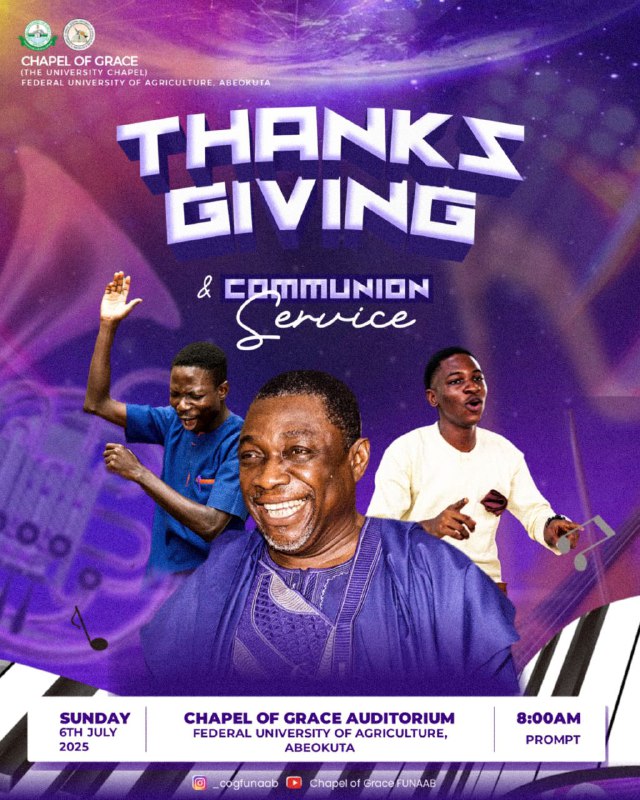 CHAPEL OF GRACE
(THE UNIVERSITY CHAPEL)
FEDERAL UNIVERSITY OF AGRICULTURE, ABEOKUTA
THANKS
GIVING
& COMMUNION
Service
SUNDAY
6TH JULY
2025
CHAPEL OF GRACE AUDITORIUM
FEDERAL UNIVERSITY OF AGRICULTURE,
ABEOKUTA
8:00AM
PROMPT
_cogfunaab Chapel of Grace FUNAAB